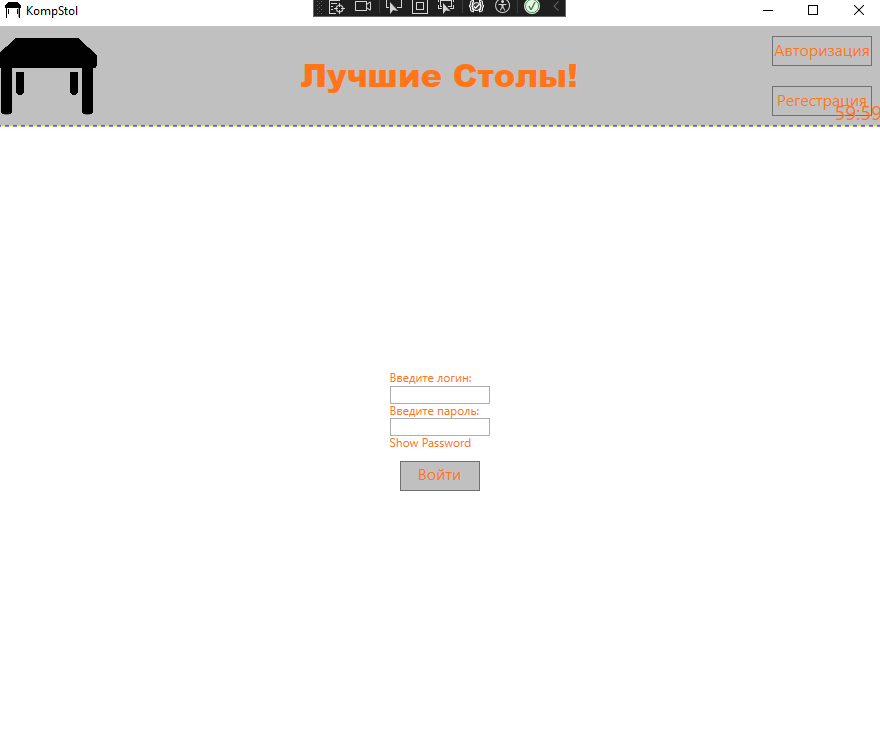 KompStol
Авторизация
Лучшие Столы!
Регестрация
59:59
Введите логин:
Введите пароль:
Show Password
Войти